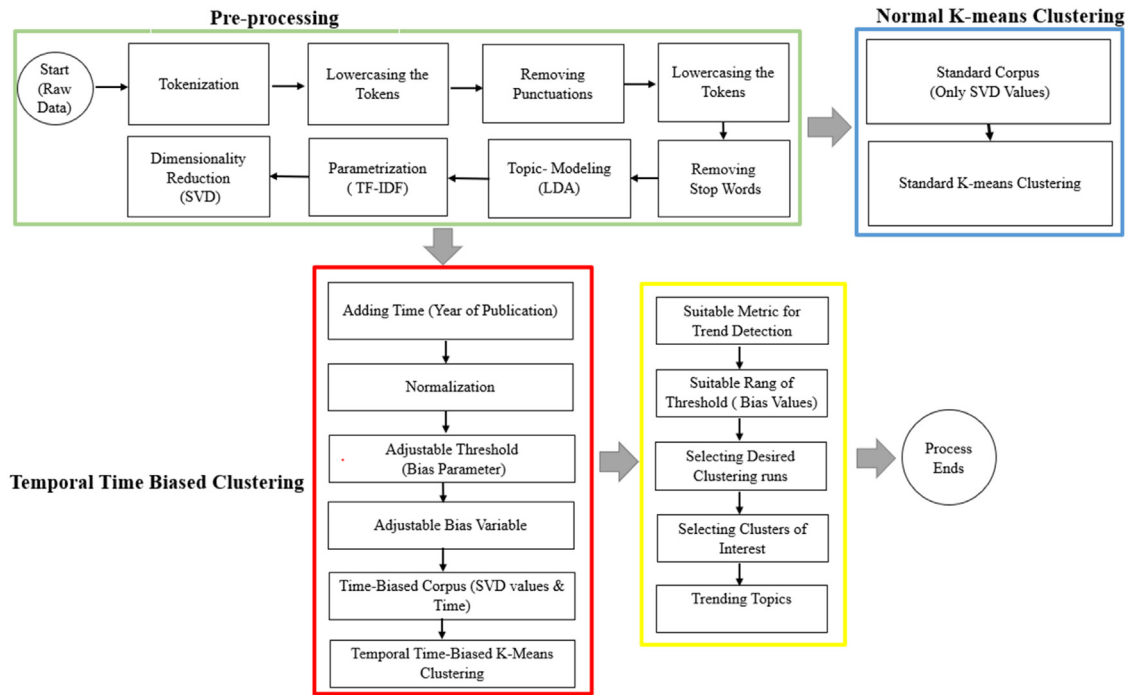 Pre-processing
Normal K-means Clustering
Start
(Raw
Data)
Tokenization
Lowercasing the
Tokens
Removing
Punctuations
Lowercasing the
Tokens
Standard Corpus
(Only SVD Values)
Dimensionality
Reduction
(SVD)
Parametrization
( TF-IDF)
Topic- Modeling
(LDA)
Removing
Stop Words
Standard K-means Clustering
Temporal Time Biased Clustering
Adding Time (Year of Publication)
Normalization
Adjustable Threshold
(Bias Parameter)
Adjustable Bias Variable
Time-Biased Corpus (SVD values &
Time)
Temporal Time-Biased K-Means
Clustering
Suitable Metric for
Trend Detection
Suitable Rang of
Threshold ( Bias Values)
Selecting Desired
Clustering runs
Selecting Clusters of
Interest
Trending Topics
Process
Ends